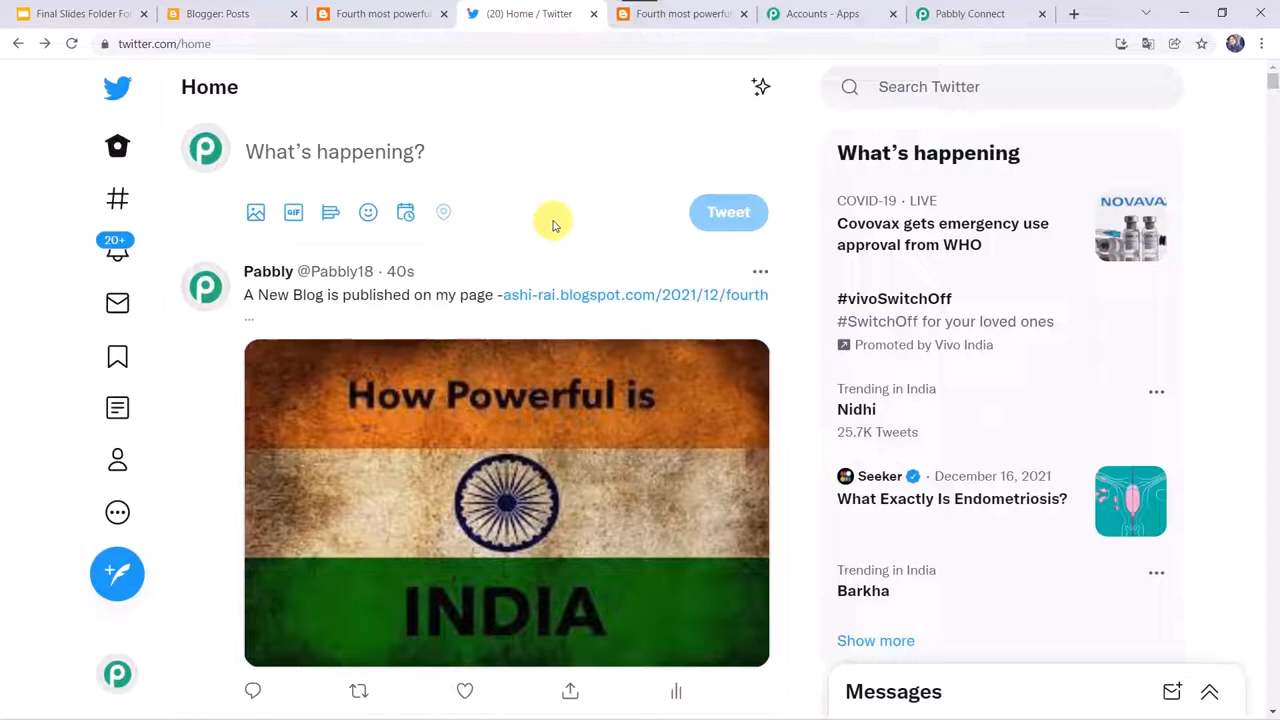 Final Slides Folder For
Blogger: Posts
Fourth most powerful
(20) Home / Twitter
Fourth most powerful
Accounts - Apps
Pabbly Connect
twitter.com/home
Home
Search Twitter
What's happening?
GIF
Tweet
20+
Pabbly @Pabbly18 · 40s
A New Blog is published on my page -ashi-rai.blogspot.com/2021/12/fourth
...
How Powerful is
INDIA
What's happening
COVID-19 · LIVE
Covovax gets emergency use
approval from WHO
NOVAVA
#vivoSwitchOff
#SwitchOff for your loved ones
Promoted by Vivo India
Trending in India
Nidhi
25.7K Tweets
Seeker · December 16, 2021
What Exactly Is Endometriosis?
Trending in India
Barkha
Show more
Messages